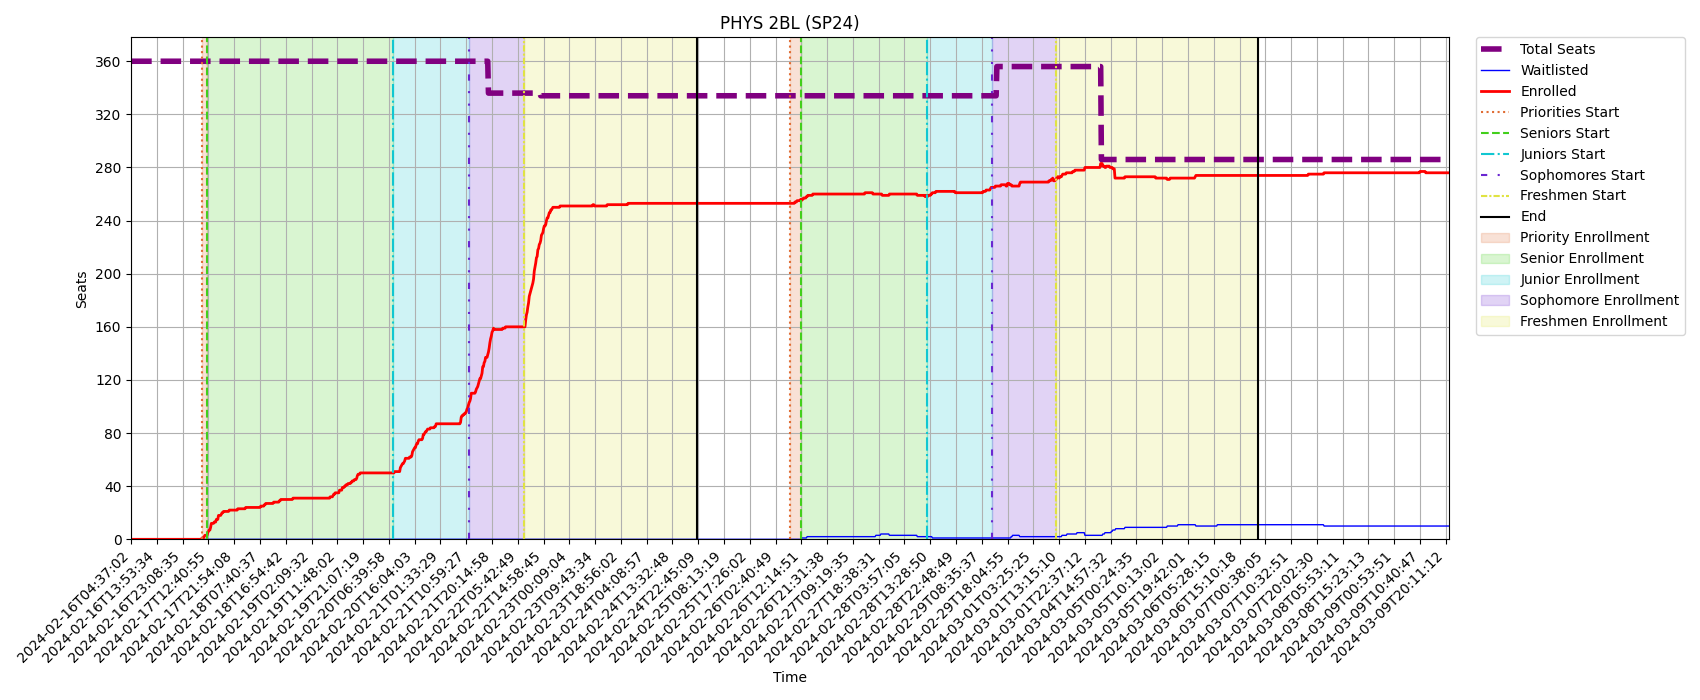 PHYS 2BL (SP24)
Seats
360
320
280
240
200
160
120
80
40
0
2024-02-16T04:37:02
2024-02-16T13:53:34
2024-02-16T23:08:35
2024-02-17T12:40:55
2024-02-17T21:54:08
2024-02-18T07:40:37
2024-02-18T16:54:42
2024-02-19T02:09:32
2024-02-19T11:48:02
2024-02-19T21:07:19
2024-02-20T06:39:58
2024-02-20T16:04:03
2024-02-21T01:33:29
2024-02-21T10:59:27
2024-02-21T20:14:58
2024-02-22T05:42:49
2024-02-22T14:58:45
2024-02-23T00:09:04
2024-02-23T09:43:34
2024-02-23T18:56:02
2024-02-24T04:08:57
2024-02-24T13:32:48
2024-02-24T22:45:09
2024-02-25T08:13:19
2024-02-25T17:26:02
2024-02-26T02:40:49
2024-02-26T12:14:51
2024-02-26T21:31:38
2024-02-27T09:19:35
2024-02-27T18:38:31
2024-02-28T03:57:05
2024-02-28T13:28:50
2024-02-28T22:48:49
2024-02-29T08:35:37
2024-02-29T18:04:55
2024-03-01T03:25:25
2024-03-01T13:15:10
2024-03-01T22:37:12
2024-03-04T14:57:32
2024-03-05T00:24:35
2024-03-05T10:13:02
2024-03-05T19:42:01
2024-03-06T05:28:15
2024-03-06T15:10:18
2024-03-07T00:38:05
2024-03-07T10:32:51
2024-03-07T20:02:30
2024-03-08T05:53:11
2024-03-08T15:23:13
2024-03-09T00:53:51
2024-03-09T10:40:47
2024-03-09T20:11:12
Time
Total Seats
Waitlisted
Enrolled
Priorities Start
Seniors Start
Juniors Start
Sophomores Start
Freshmen Start
End
Priority Enrollment
Senior Enrollment
Junior Enrollment
Sophomore Enrollment
Freshmen Enrollment